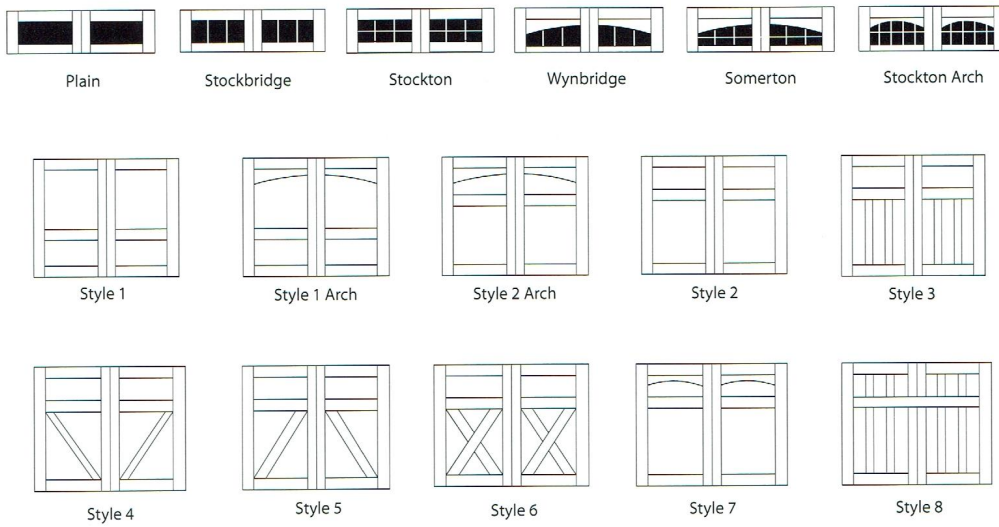 Plain
Stockbridge
Stockton
Wynbridge
Somerton
Stockton Arch
Style 1
Style 1 Arch
Style 2 Arch
Style 2
Style 3
Style 4
Style 5
Style 6
Style 7
Style 8